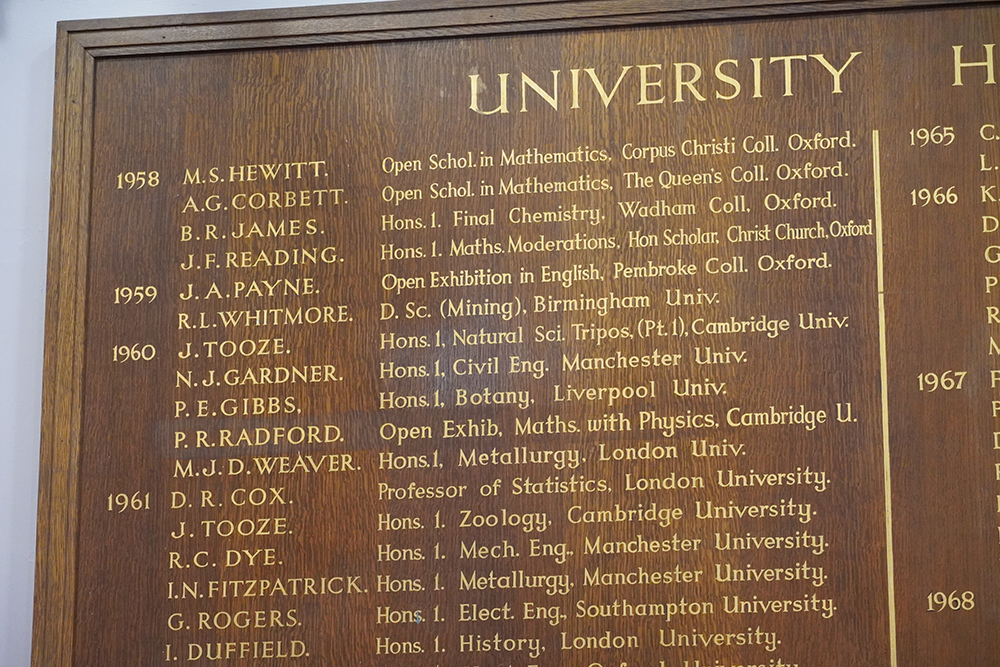 UNIVERSITY H
1958 M.S. HEWITT. Open Schol. in Mathematics, Corpus Christi Coll. Oxford.
A.G. CORBETT. Open Schol. in Mathematics, The Queen's Coll. Oxford.
B.R. JAMES. Hons. 1. Final Chemistry, Wadham Coll, Oxford.
J.F. READING. Hons. 1. Maths. Moderations, Hon Scholar, Christ Church, Oxford
1959 J.A. PAYNE. Open Exhibition in English, Pembroke Coll. Oxford.
R.L. WHITMORE. D. Sc. (Mining), Birmingham Univ.
1960 J. TOOZE. Hons. 1, Natural Sci. Tripos, (Pt. 1), Cambridge Univ.
N.J. GARDNER. Hons. 1, Civil Eng. Manchester Univ.
P.E. GIBBS, Hons. 1, Botany, Liverpool Univ.
P.R. RADFORD. Open Exhib, Maths. with Physics, Cambridge U.
M.J.D. WEAVER. Hons. 1, Metallurgy, London Univ.
1961 D.R. COX. Professor of Statistics, London University.
J. TOOZE. Hons. 1. Zoology, Cambridge University.
R.C. DYE. Hons. 1. Mech. Eng., Manchester University.
I.N. FITZPATRICK. Hons. 1. Metallurgy, Manchester University.
G. ROGERS. Hons. 1. Elect. Eng., Southampton University.
I. DUFFIELD. Hons. 1. History, London University.
1965 C.
L.
1966 K
D
G
P
R
M
1967 F
1968